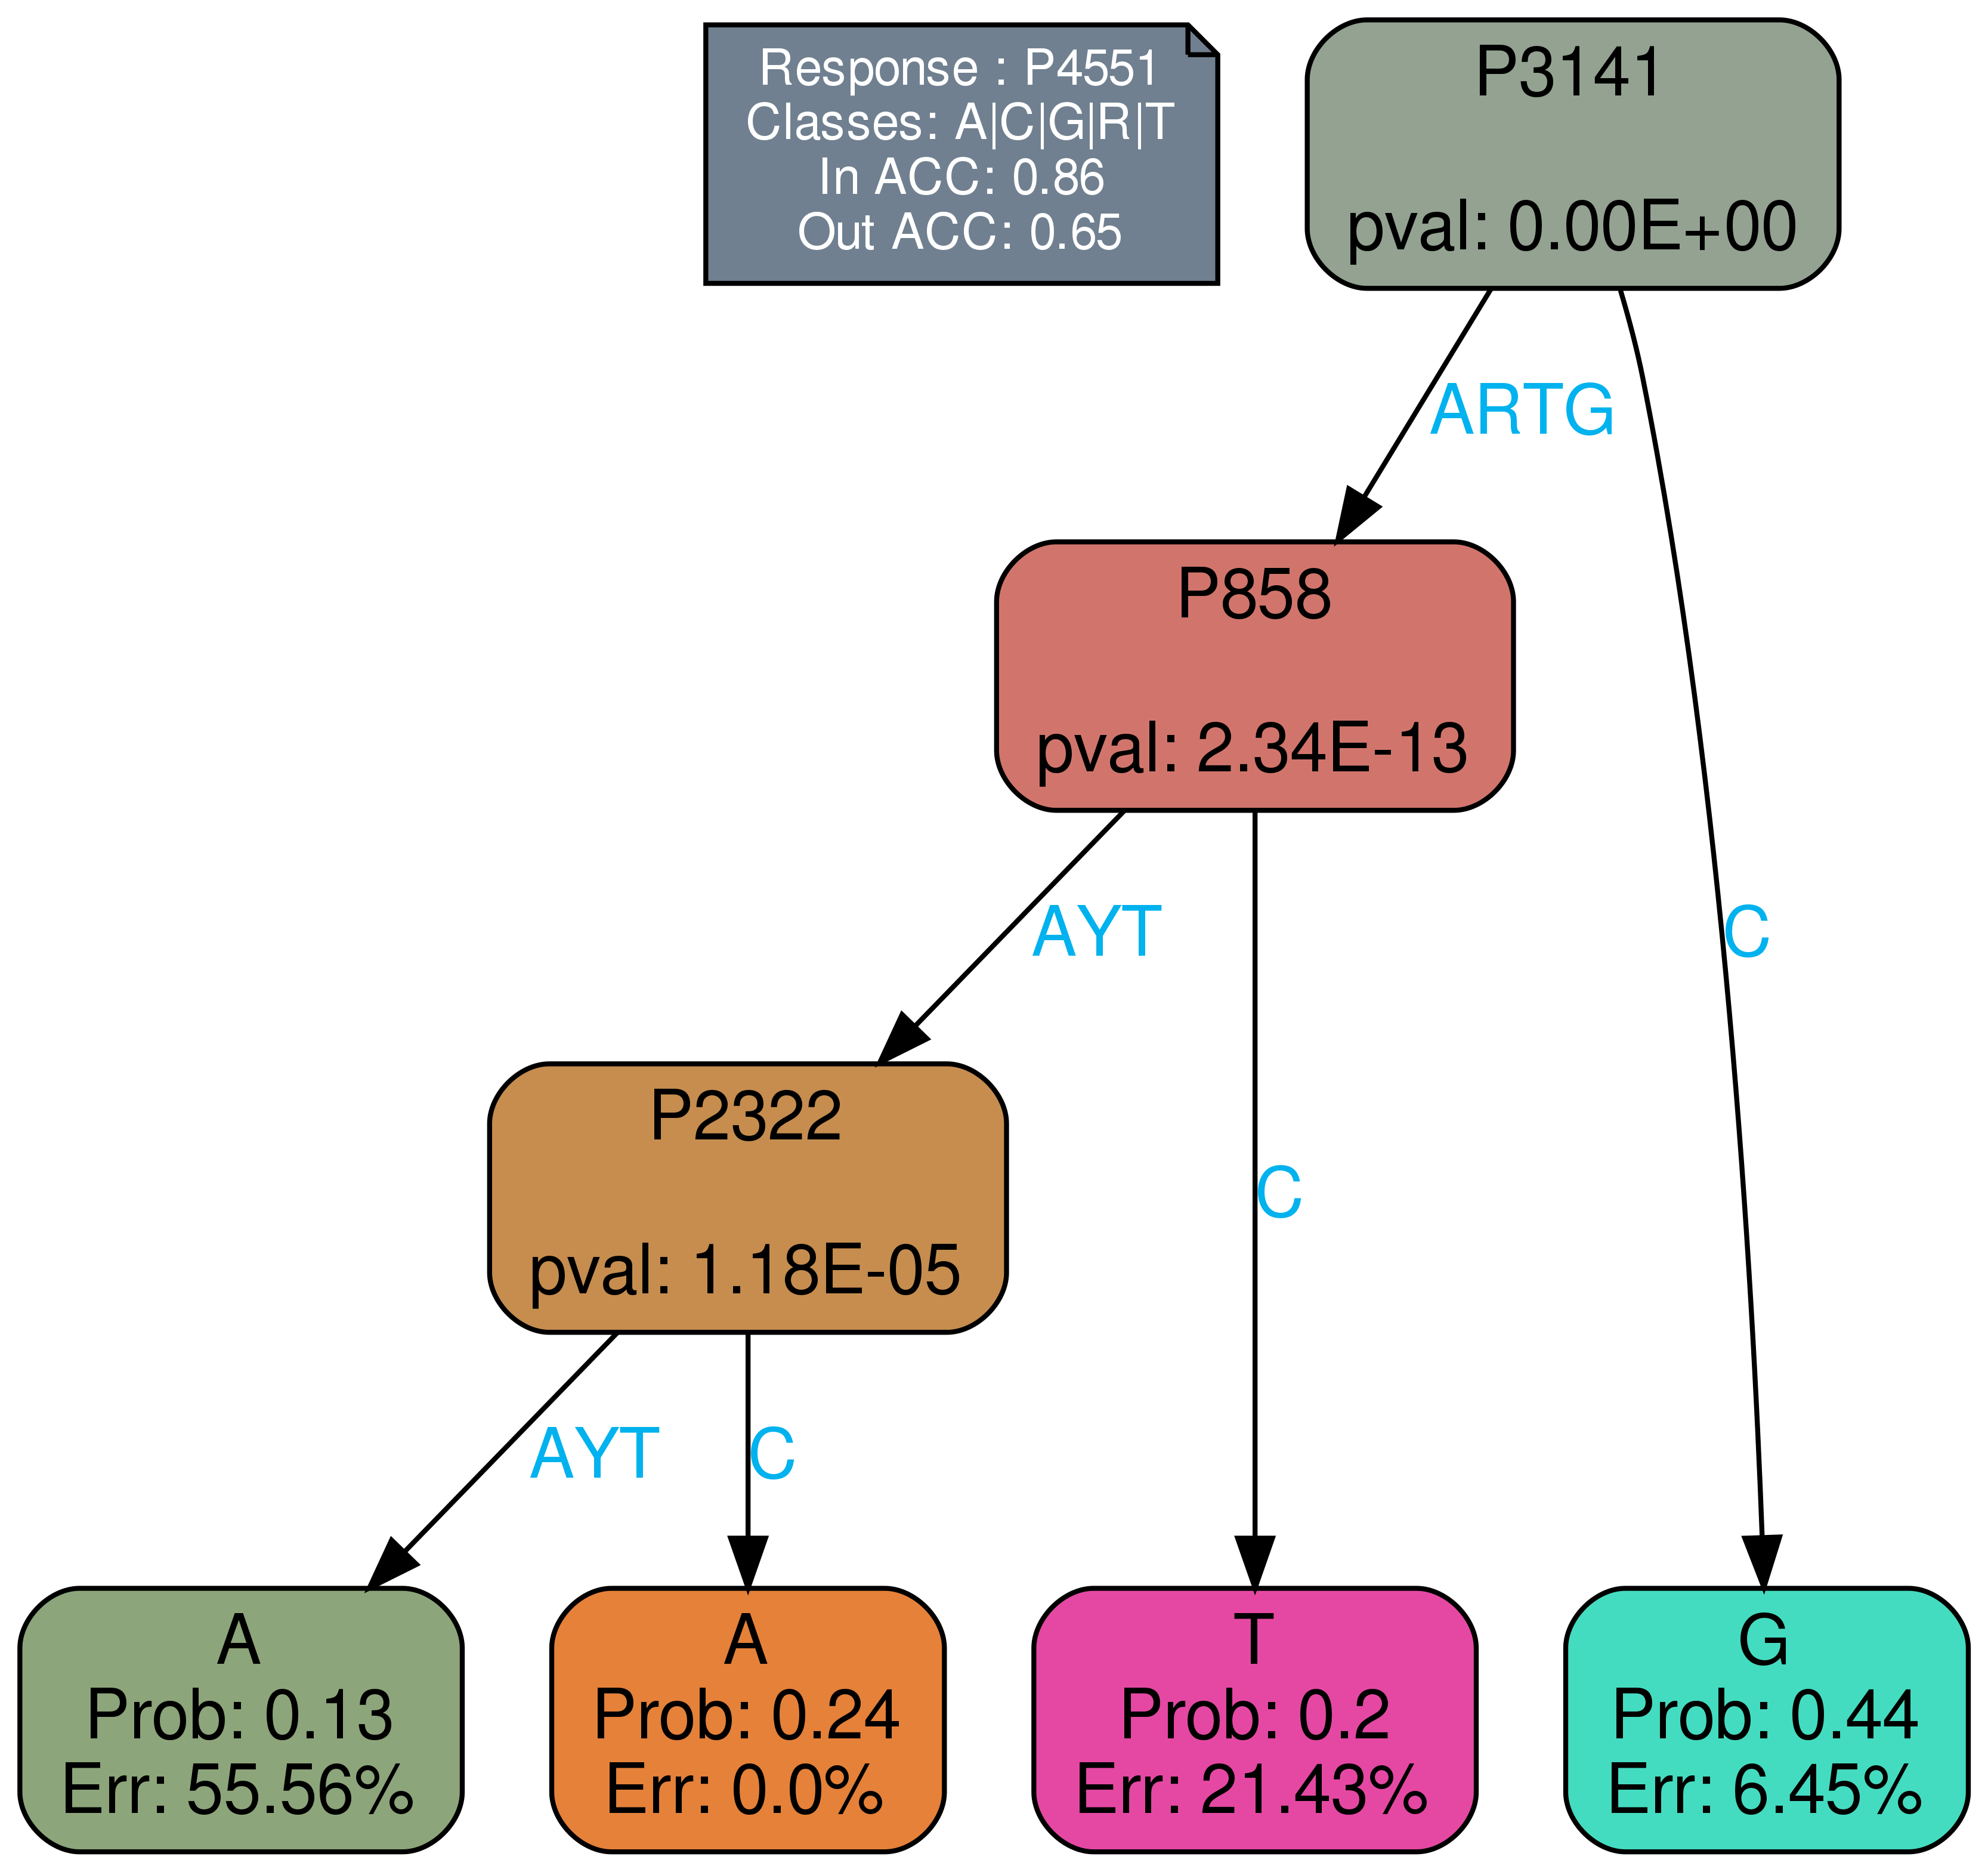 Response : P4551
Classes: A|C|G|R|T
In ACC: 0.86
Out ACC: 0.65
P3141
pval: 0.00E+00
ARTG
P858
pval: 2.34E-13
AYT
C
C
P2322
pval: 1.18E-05
AYT
C
A
Prob: 0.13
Err: 55.56%
A
Prob: 0.24
Err: 0.0%
T
Prob: 0.2
Err: 21.43%
G
Prob: 0.44
Err: 6.45%